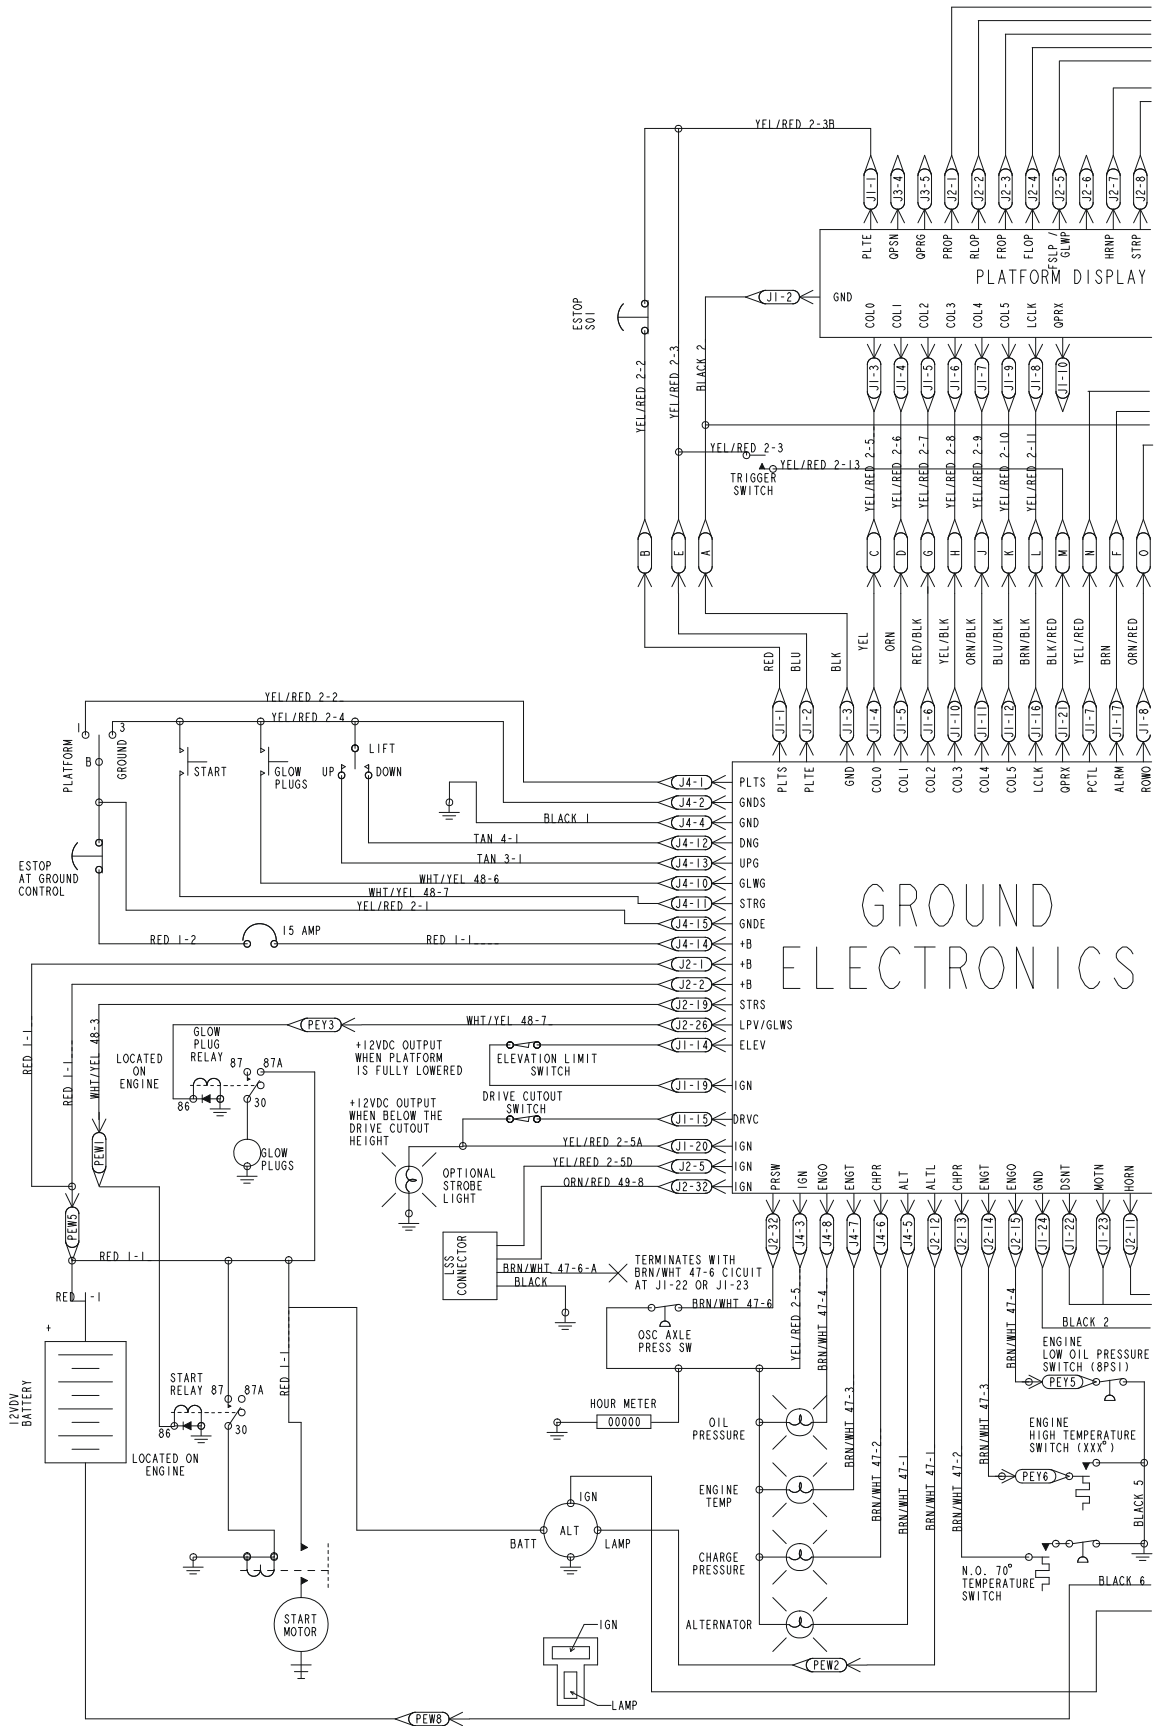 YEL/RED 2-3B
J1-1
J3-4
J3-5
J2-1
J2-2
J2-3
J2-4
J2-5
J2-6
J2-7
J2-8
PLTE
QPSN
QPRG
PROP
RLOP
FROP
FLOP
FSLP /
GLWP
HRNP
STRP
PLATFORM DISPLAY
J1-2
GND
COL0
COL1
COL2
COL3
COL4
COL5
LCLK
QPRX
ESTOP
S01
J1-3
J1-4
J1-5
J1-6
J1-7
J1-9
J1-8
J1-10
YEL/RED 2-2
YEL/RED 2-3
BLACK 2
YEL/RED 2-3
YEL/RED 2-13
TRIGGER
SWITCH
YEL/RED 2-5
YEL/RED 2-6
YEL/RED 2-7
YEL/RED 2-8
YEL/RED 2-9
YEL/RED 2-10
YEL/RED 2-11
B
E
A
C
D
G
H
J
K
L
M
N
F
O
RED
BLU
BLK
YEL
ORN
RED/BLK
YEL/BLK
ORN/BLK
BLU/BLK
BRN/BLK
BLK/RED
YEL/RED
BRN
ORN/RED
J1-1
J1-2
J1-3
J1-4
J1-5
J1-6
J1-10
J1-11
J1-12
J1-16
J1-21
J1-7
J1-17
J1-8
PLTS
PLTE
GND
COL0
COL1
COL2
COL3
COL4
COL5
LCLK
QPRX
PCTL
ALRM
ROWO
YEL/RED 2-2
YEL/RED 2-4
1
3
PLATFORM
B
GROUND
START
GLOW
PLUGS
LIFT
UP
DOWN
ESTOP
AT GROUND
CONTROL
J4-1 PLTS
J4-2 GNDS
BLACK 1 J4-4 GND
TAN 4-1 J4-12 DNG
TAN 3-1 J4-13 UPG
WHT/YEL 48-6 J4-10 GLWG
WHT/YEL 48-7 J4-11 STRG
YEL/RED 2-1 J4-15 GNDE
RED 1-2 15 AMP RED 1-1 J4-14 +B
J2-1 +B
J2-2 +B
J2-19 STRS
PEY3 WHT/YEL 48-7 J2-26 LPV/GLWS
J1-14 ELEV
J1-19 IGN
J1-15 DRVC
YEL/RED 2-5A J1-20 IGN
YEL/RED 2-5D J2-5 IGN
ORN/RED 49-8 J2-32 IGN
GROUND
ELECTRONICS
RED 1-1
RED 1-1
WHT/YEL 48-3
LOCATED
ON
ENGINE
GLOW
PLUG
RELAY
87
87A
86
30
GLOW
PLUGS
PEW1
PEW5
+12VDC OUTPUT
WHEN PLATFORM
IS FULLY LOWERED
ELEVATION LIMIT
SWITCH
+12VDC OUTPUT
WHEN BELOW THE
DRIVE CUTOUT
HEIGHT
DRIVE CUTOUT
SWITCH
OPTIONAL
STROBE
LIGHT
PRSW
IGN
ENGO
ENGT
CHPR
ALT
ALTL
CHPR
ENGT
ENGO
GND
DSNT
MOTN
HORN
J2-32
J4-3
J4-8
J4-7
J4-6
J4-5
J2-12
J2-13
J2-14
J2-15
J1-24
J1-22
J1-23
J2-11
LSS
CONNECTOR
BRN/WHT 47-6-A
BLACK
TERMINATES WITH
BRN/WHT 47-6 CICUIT
AT J1-22 OR J1-23
RED 1-1
RED 1-1
+
12VDV
BATTERY
BRN/WHT 47-6
OSC AXLE
PRESS SW
YEL/RED 2-5
BRN/WHT 47-4
BRN/WHT 47-4
BLACK 2
ENGINE
LOW OIL PRESSURE
SWITCH (8PSI)
PEY5
START
RELAY
87
87A
86
30
LOCATED ON
ENGINE
RED 1-1
HOUR METER
00000
OIL
PRESSURE
BRN/WHT 47-3
BRN/WHT 47-2
BRN/WHT 47-1
BRN/WHT 47-1
BRN/WHT 47-2
BRN/WHT 47-3
ENGINE
HIGH TEMPERATURE
SWITCH (XXX°)
PEY6
ENGINE
TEMP
BLACK 5
IGN
BATT
ALT
LAMP
CHARGE
PRESSURE
N.O. 70°
TEMPERATURE
SWITCH
BLACK 6
START
MOTOR
ALTERNATOR
IGN
PEW2
LAMP
PEW8